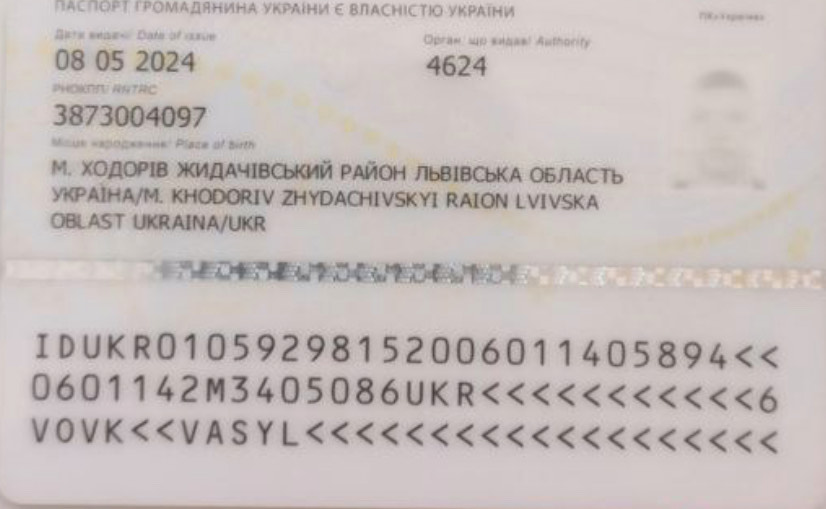 ПАСПОРТ ГРОМАДЯНИНА УКРАЇНИ Є ВЛАСНІСТЮ УКРАЇНИ
Дата видачі/ Date of issue
Орган, що видав/ Authority
08 05 2024
4624
РНОКПП/ RNTRC
3873004097
Місце народження/ Place of birth
М. ХОДОРІВ ЖИДАЧІВСЬКИЙ РАЙОН ЛЬВІВСЬКА ОБЛАСТЬ
УКРАЇНА/M. KHODORIV ZHYDACHIVSKYI RAION LVIVSKA
OBLAST UKRAINA/UKR
IDUKR01059298152006011405894<<
0601142M3405086UKR<<<<<<<<<<<6
VOVK<<VASYL<<<<<<<<<<<<<<<<<<<